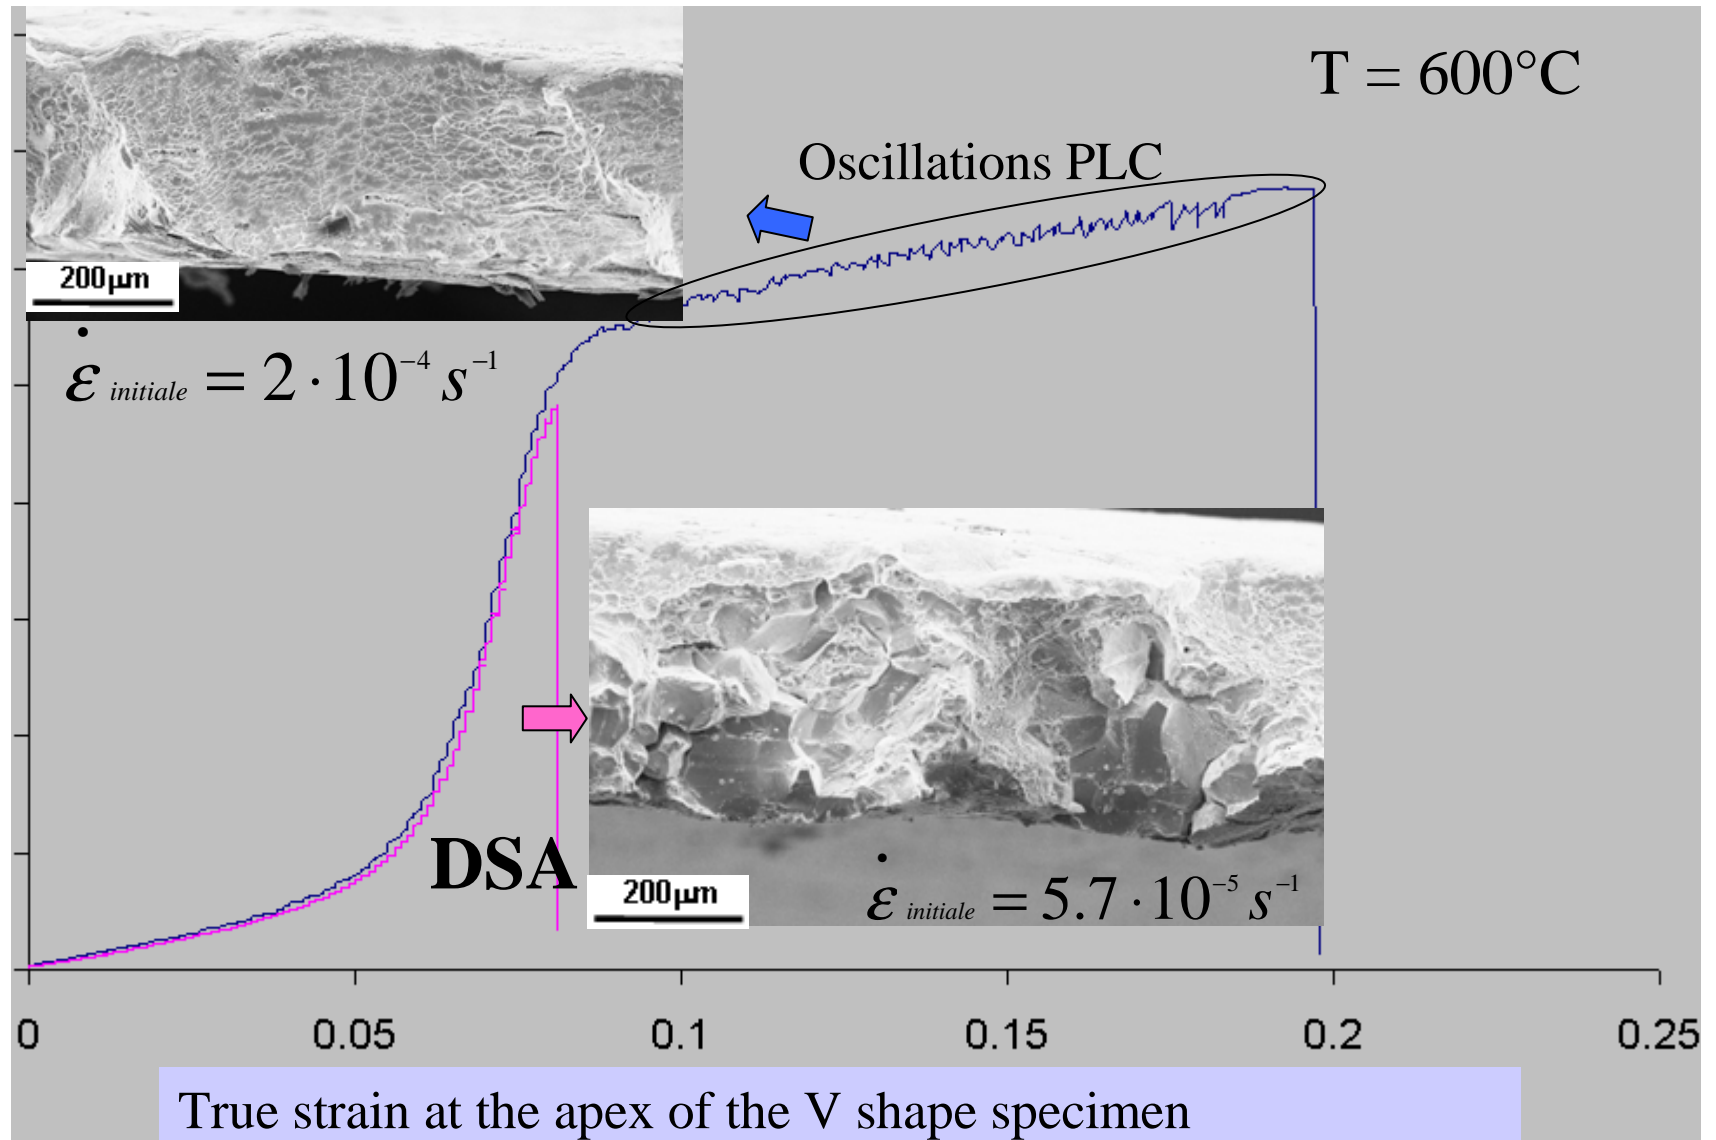 T = 600°C
Oscillations PLC
200µm
ε̇ initiale = 2·10⁻⁴ s⁻¹
DSA
200µm
ε̇ initiale = 5.7·10⁻⁵ s⁻¹
0 0.05 0.1 0.15 0.2 0.25
True strain at the apex of the V shape specimen